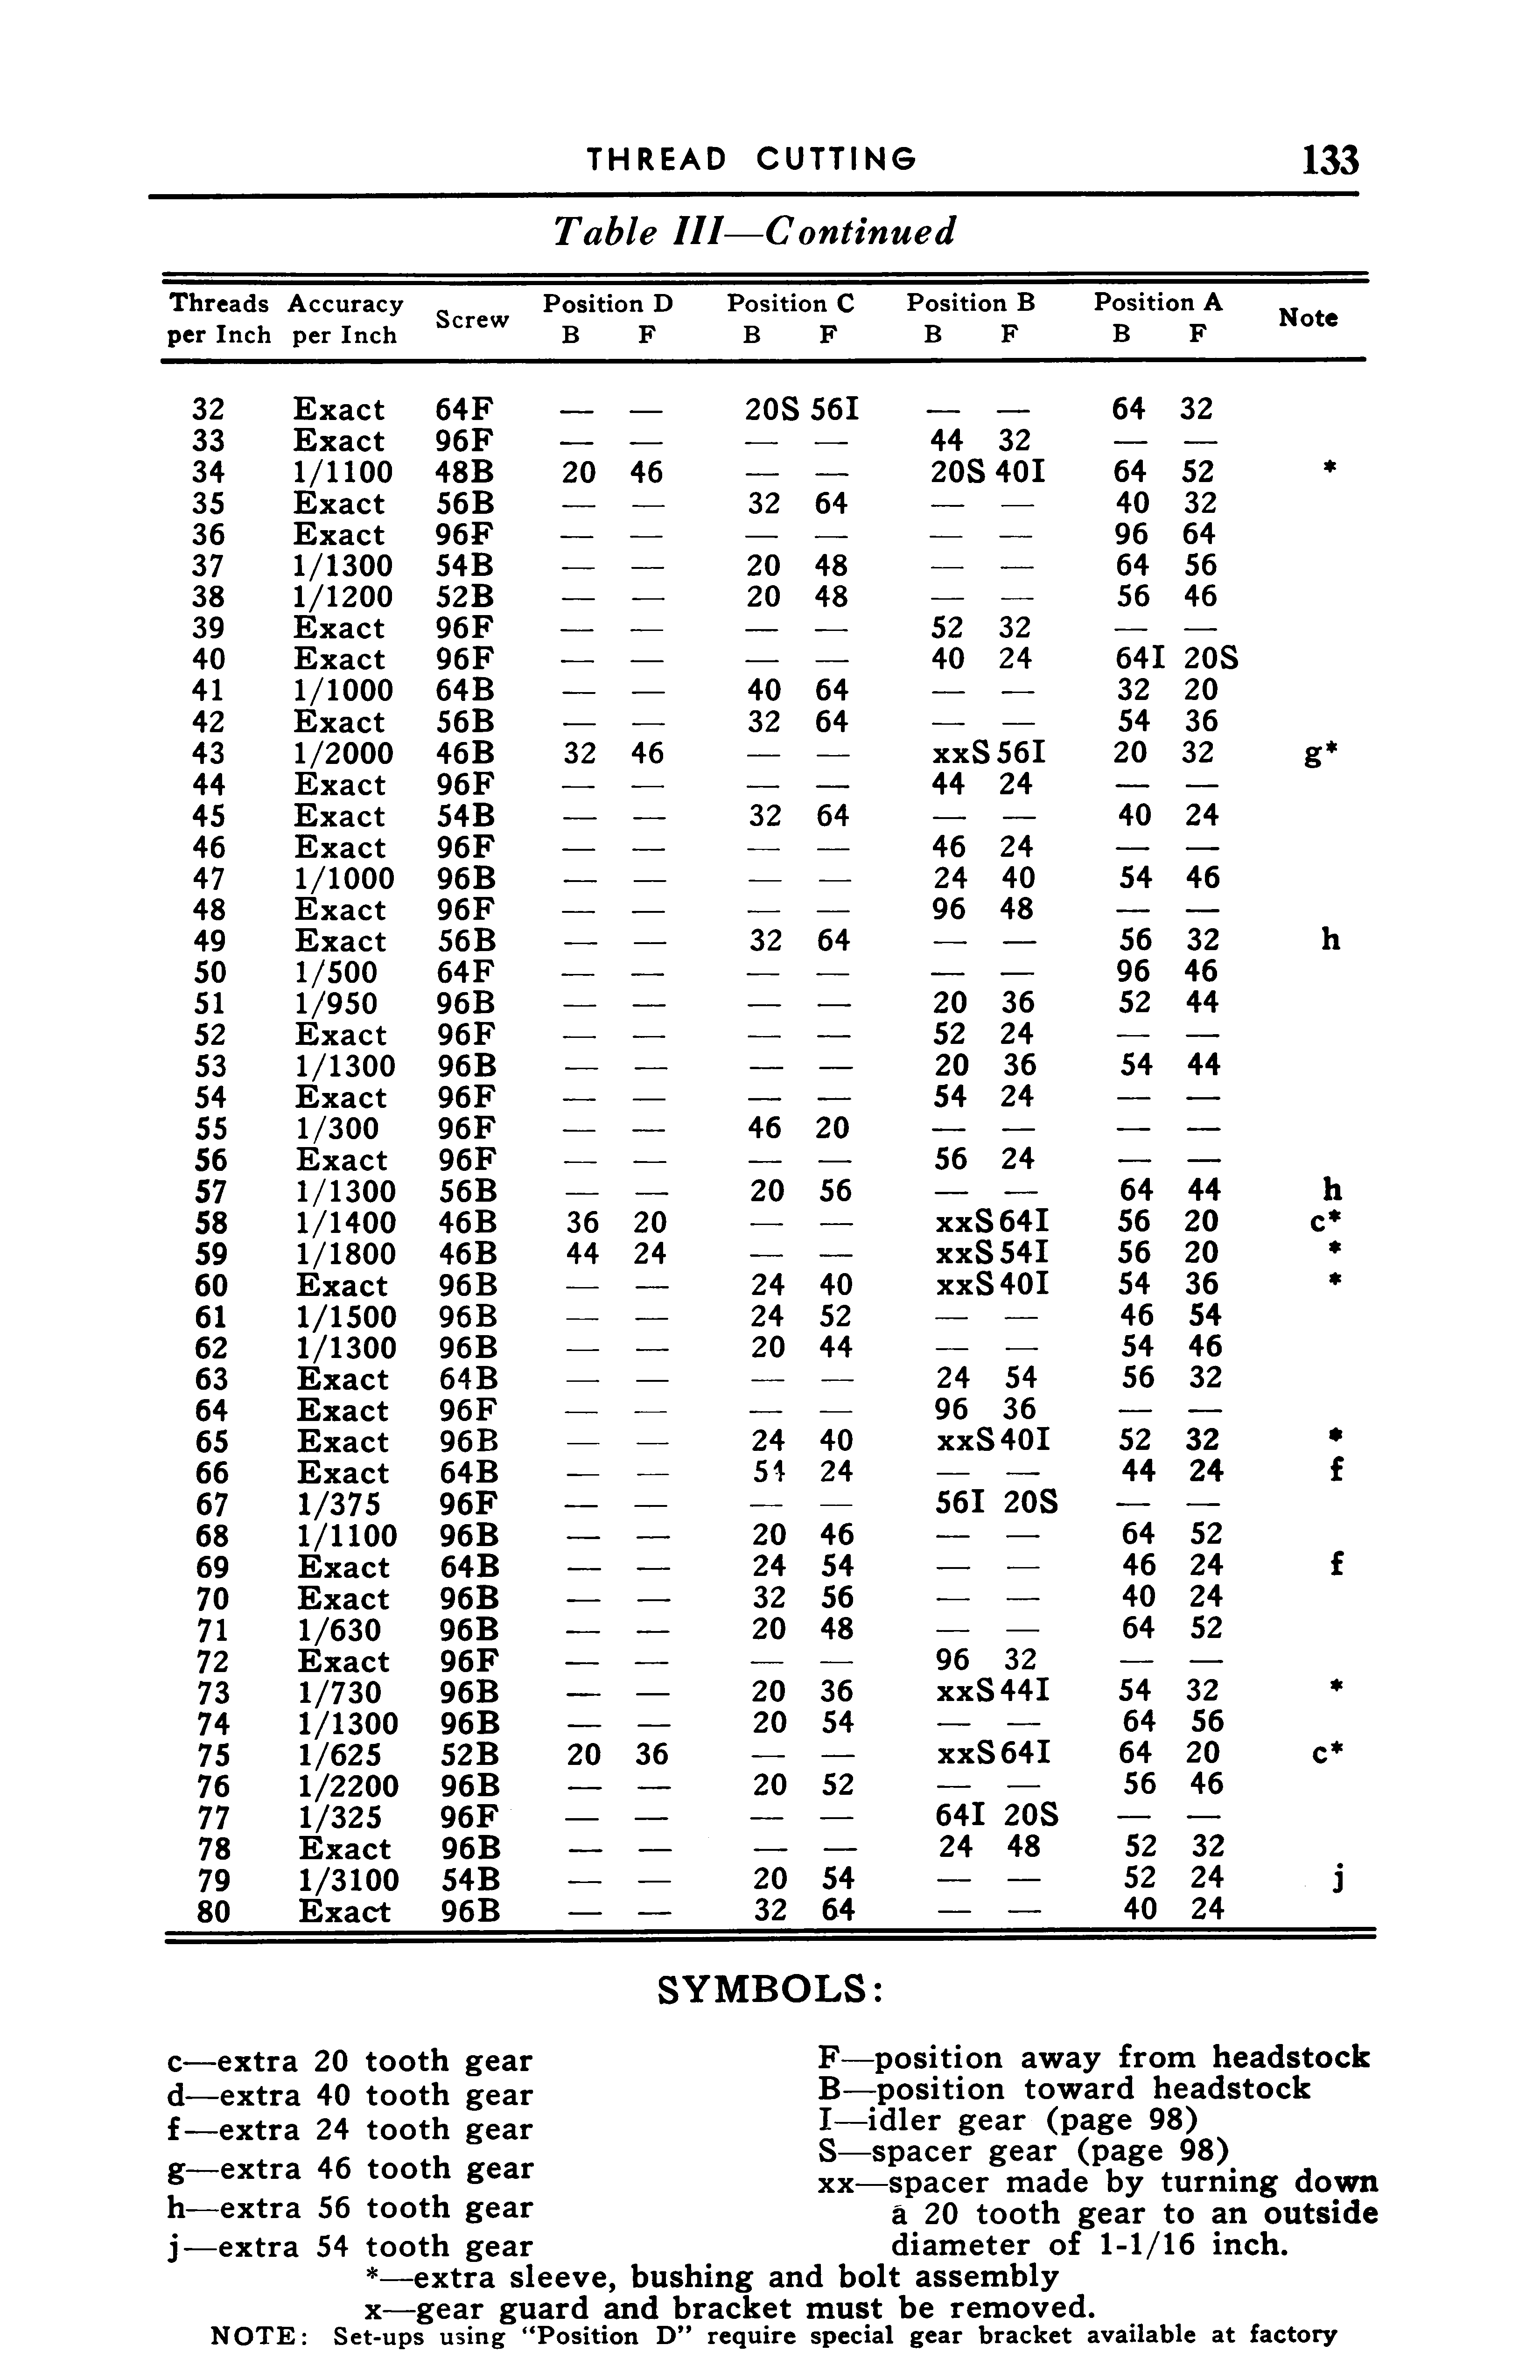 THREAD CUTTING 133
Table III—Continued
Threads Accuracy Screw Position D Position C Position B Position A Note
per Inch per Inch B F B F B F B F
32 Exact 64F — — 20S 56I — — 64 32
33 Exact 96F — — — — 44 32 — —
34 1/1100 48B 20 46 — — 20S 40I 64 52 *
35 Exact 56B — — 32 64 — — 40 32
36 Exact 96F — — — — — — 96 64
37 1/1300 54B — — 20 48 — — 64 56
38 1/1200 52B — — 20 48 — — 56 46
39 Exact 96F — — — — 52 32 — —
40 Exact 96F — — — — 40 24 64I 20S
41 1/1000 64B — — 40 64 — — 32 20
42 Exact 56B — — 32 64 — — 54 36
43 1/2000 46B 32 46 — — xxS 56I 20 32 g*
44 Exact 96F — — — — 44 24 — —
45 Exact 54B — — 32 64 — — 40 24
46 Exact 96F — — — — 46 24 — —
47 1/1000 96B — — — — 24 40 54 46
48 Exact 96F — — — — 96 48 — —
49 Exact 56B — — 32 64 — — 56 32 h
50 1/500 64F — — — — — — 96 46
51 1/950 96B — — — — 20 36 52 44
52 Exact 96F — — — — 52 24 — —
53 1/1300 96B — — — — 20 36 54 44
54 Exact 96F — — — — 54 24 — —
55 1/300 96F — — 46 20 — — — —
56 Exact 96F — — — — 56 24 — —
57 1/1300 56B — — 20 56 — — 64 44 h
58 1/1400 46B 36 20 — — xxS 64I 56 20 c*
59 1/1800 46B 44 24 — — xxS 54I 56 20 *
60 Exact 96B — — 24 40 xxS 40I 54 36 *
61 1/1500 96B — — 24 52 — — 46 54
62 1/1300 96B — — 20 44 — — 54 46
63 Exact 64B — — — — 24 54 56 32
64 Exact 96F — — — — 96 36 — —
65 Exact 96B — — 24 40 xxS 40I 52 32 *
66 Exact 64B — — 54 24 — — 44 24 f
67 1/375 96F — — — — 56I 20S — —
68 1/1100 96B — — 20 46 — — 64 52
69 Exact 64B — — 24 54 — — 46 24 f
70 Exact 96B — — 32 56 — — 40 24
71 1/630 96B — — 20 48 — — 64 52
72 Exact 96F — — — — 96 32 — —
73 1/730 96B — — 20 36 xxS 44I 54 32 *
74 1/1300 96B — — 20 54 — — 64 56
75 1/625 52B 20 36 — — xxS 64I 64 20 c*
76 1/2200 96B — — 20 52 — — 56 46
77 1/325 96F — — — — 64I 20S — —
78 Exact 96B — — — — 24 48 52 32
79 1/3100 54B — — 20 54 — — 52 24 j
80 Exact 96B — — 32 64 — — 40 24
SYMBOLS:
c—extra 20 tooth gear
d—extra 40 tooth gear
f—extra 24 tooth gear
g—extra 46 tooth gear
h—extra 56 tooth gear
j—extra 54 tooth gear
F—position away from headstock
B—position toward headstock
I—idler gear (page 98)
S—spacer gear (page 98)
xx—spacer made by turning down
a 20 tooth gear to an outside
diameter of 1-1/16 inch.
*—extra sleeve, bushing and bolt assembly
x—gear guard and bracket must be removed.
NOTE: Set-ups using “Position D” require special gear bracket available at factory